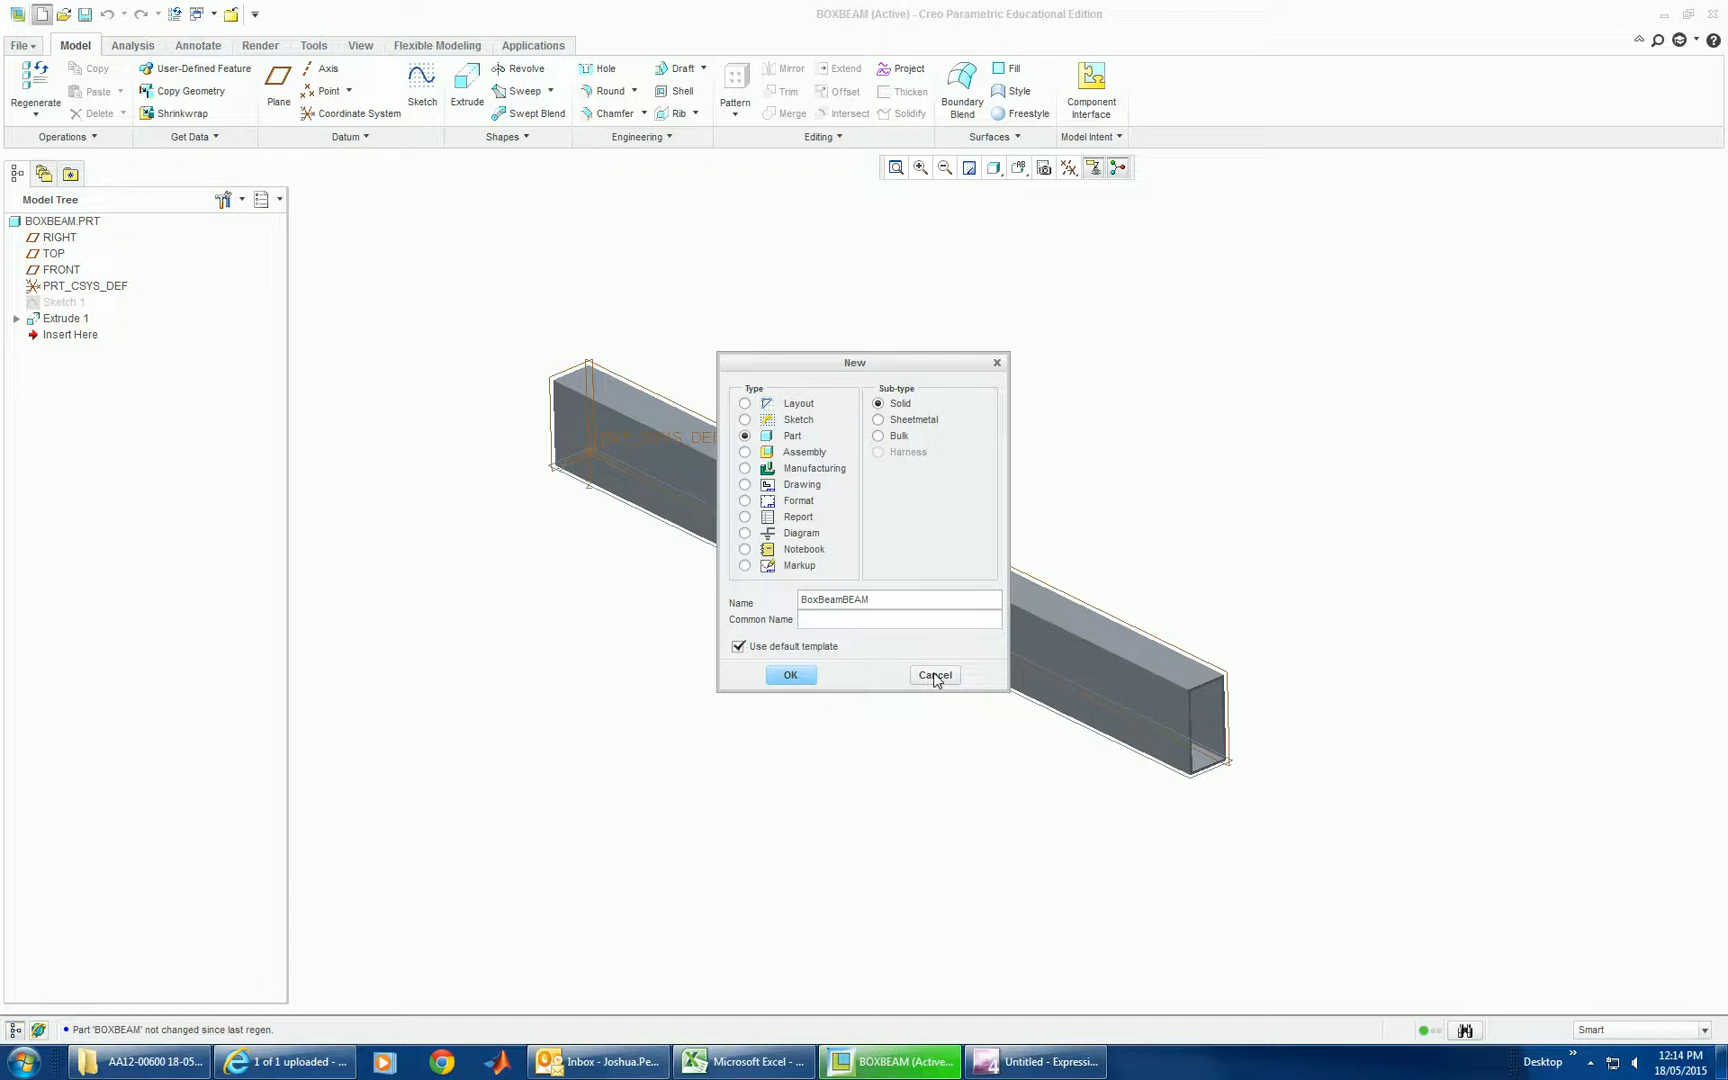 BOXBEAM (Active) - Creo Parametric Educational Edition
File Model Analysis Annotate Render Tools View Flexible Modeling Applications
Regenerate
Copy
Paste
Delete
Operations
User-Defined Feature
Copy Geometry
Shrinkwrap
Get Data
Plane
Axis
Point
Coordinate System
Datum
Sketch
Extrude
Revolve
Sweep
Swept Blend
Shapes
Hole
Round
Chamfer
Draft
Shell
Rib
Engineering
Pattern
Mirror
Trim
Merge
Extend
Offset
Intersect
Project
Thicken
Solidify
Editing
Boundary Blend
Fill
Style
Freestyle
Surfaces
Component Interface
Model Intent
Model Tree
BOXBEAM.PRT
RIGHT
TOP
FRONT
PRT_CSYS_DEF
Sketch 1
Extrude 1
Insert Here
PRT_CSYS_DEF
New
Type
Layout
Sketch
Part
Assembly
Manufacturing
Drawing
Format
Report
Diagram
Notebook
Markup
Sub-type
Solid
Sheetmetal
Bulk
Harness
Name BoxBeamBEAM
Common Name
Use default template
OK Cancel
Part 'BOXBEAM' not changed since last regen.
Smart
AA12-00600 18-05...
1 of 1 uploaded - ...
Inbox - Joshua.Pe...
Microsoft Excel - ...
BOXBEAM (Active...
Untitled - Expressi...
Desktop
12:14 PM
18/05/2015